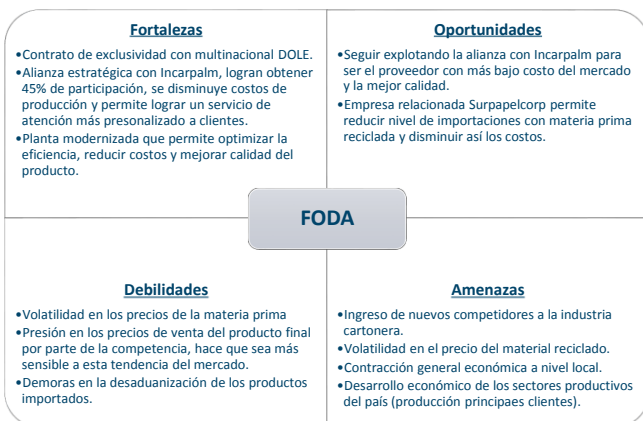 Fortalezas
•Contrato de exclusividad con multinacional DOLE.
•Alianza estratégica con Incarpalm, logran obtener
45% de participación, se disminuye costos de
producción y permite lograr un servicio de
atención más presonalizado a clientes.
•Planta modernizada que permite optimizar la
eficiencia, reducir costos y mejorar calidad del
producto.
Oportunidades
•Seguir explotando la alianza con Incarpalm para
ser el proveedor con más bajo costo del mercado
y la mejor calidad.
•Empresa relacionada Surpapelcorp permite
reducir nivel de importaciones con materia prima
reciclada y disminuir así los costos.
FODA
Debilidades
•Volatilidad en los precios de la materia prima
•Presión en los precios de venta del producto final
por parte de la competencia, hace que sea más
sensible a esta tendencia del mercado.
•Demoras en la desaduanización de los productos
importados.
Amenazas
•Ingreso de nuevos competidores a la industria
cartonera.
•Volatilidad en el precio del material reciclado.
•Contracción general económica a nivel local.
•Desarrollo económico de los sectores productivos
del país (producción principaes clientes).